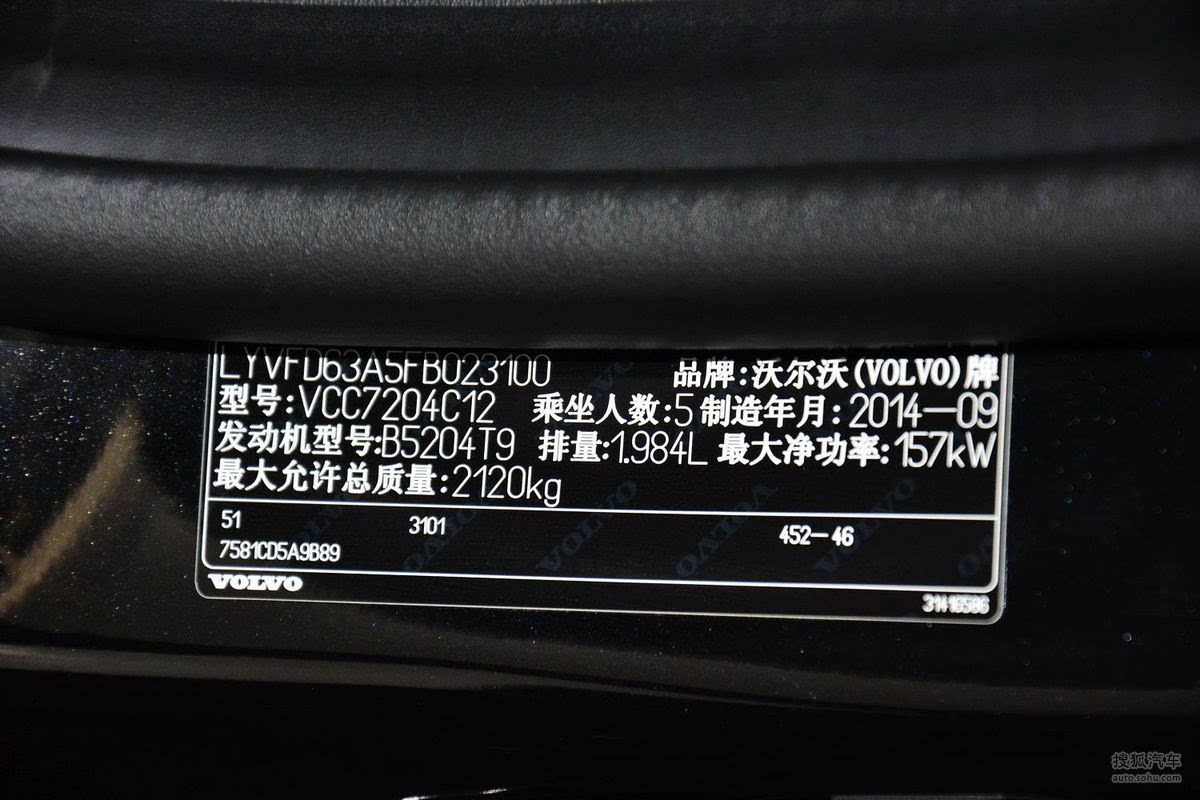 LYVFD63A5FB023100 品牌:沃尔沃(VOLVO)牌
型号:VCC7204C12 乘坐人数:5 制造年月:2014-09
发动机型号:B5204T9 排量:1.984L 最大净功率:157kW
最大允许总质量:2120kg
51 3101 452-46
7581CD5A9B89
VOLVO
31416586
搜狐汽车
auto.sohu.com